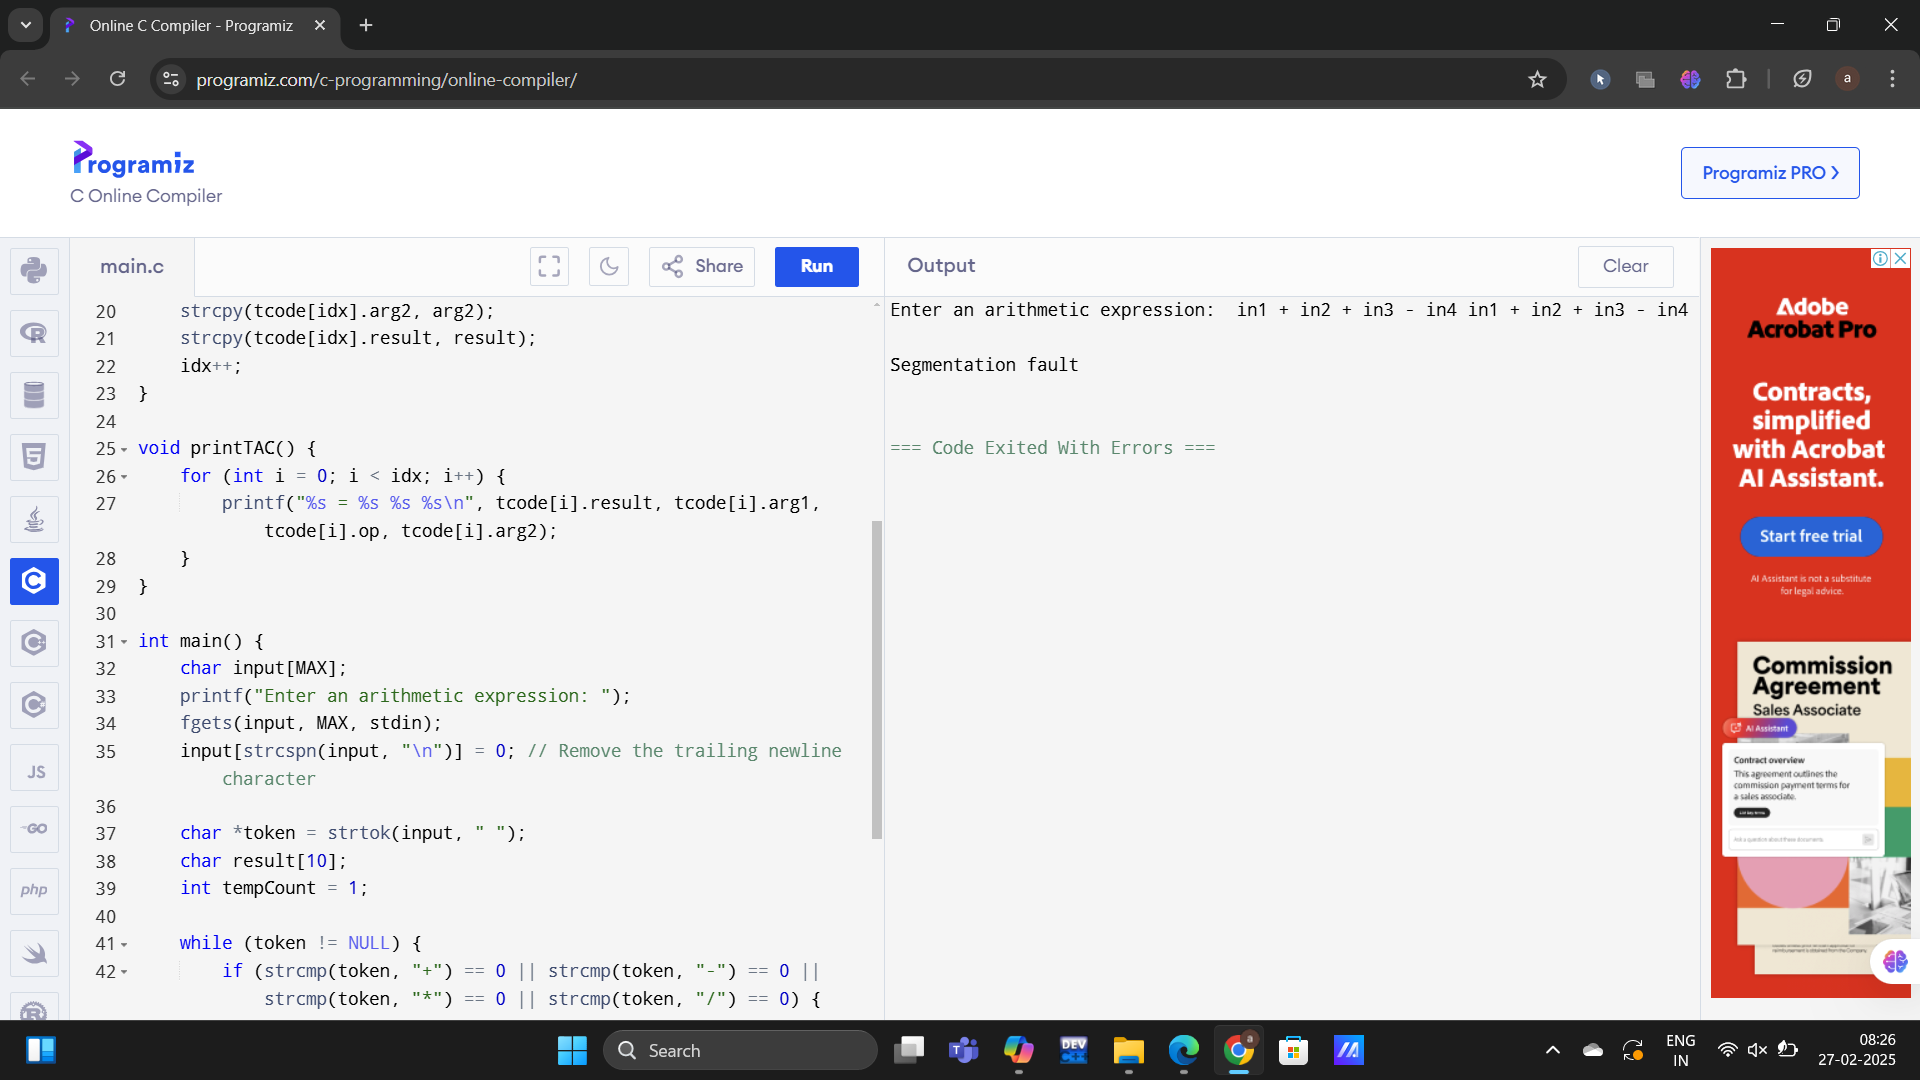 Online C Compiler - Programiz
programiz.com/c-programming/online-compiler/
a
Programiz
C Online Compiler
Programiz PRO
main.c
Share
Run
Output
Clear
20 strcpy(tcode[idx].arg2, arg2);
21 strcpy(tcode[idx].result, result);
22 idx++;
23 }
24
25 void printTAC() {
26 for (int i = 0; i < idx; i++) {
27 printf("%s = %s %s %s\n", tcode[i].result, tcode[i].arg1,
tcode[i].op, tcode[i].arg2);
28 }
29 }
30
31 int main() {
32 char input[MAX];
33 printf("Enter an arithmetic expression: ");
34 fgets(input, MAX, stdin);
35 input[strcspn(input, "\n")] = 0; // Remove the trailing newline
character
36
37 char *token = strtok(input, " ");
38 char result[10];
39 int tempCount = 1;
40
41 while (token != NULL) {
42 if (strcmp(token, "+") == 0 || strcmp(token, "-") == 0 ||
strcmp(token, "*") == 0 || strcmp(token, "/") == 0) {
Enter an arithmetic expression:  in1 + in2 + in3 - in4 in1 + in2 + in3 - in4
Segmentation fault
=== Code Exited With Errors ===
JS
GO
php
Adobe
Acrobat Pro
Contracts,
simplified
with Acrobat
AI Assistant.
Start free trial
AI Assistant is not a substitute
for legal advice.
Commission
Agreement
Sales Associate
AI Assistant
Contract overview
This agreement outlines the
commission payment terms for
a sales associate.
Search
DEV
C++
ENG
IN
08:26
27-02-2025